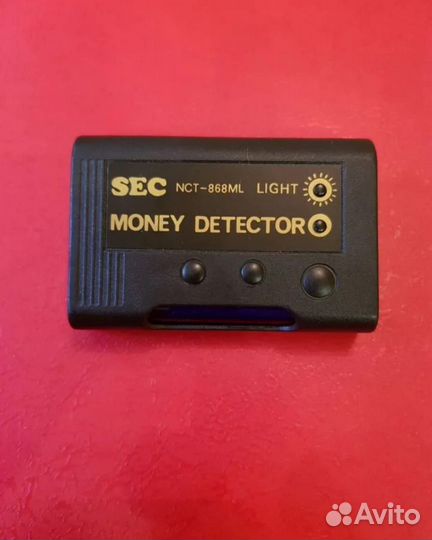 SEC NCT-868ML LIGHT
MONEY DETECTOR
Avito